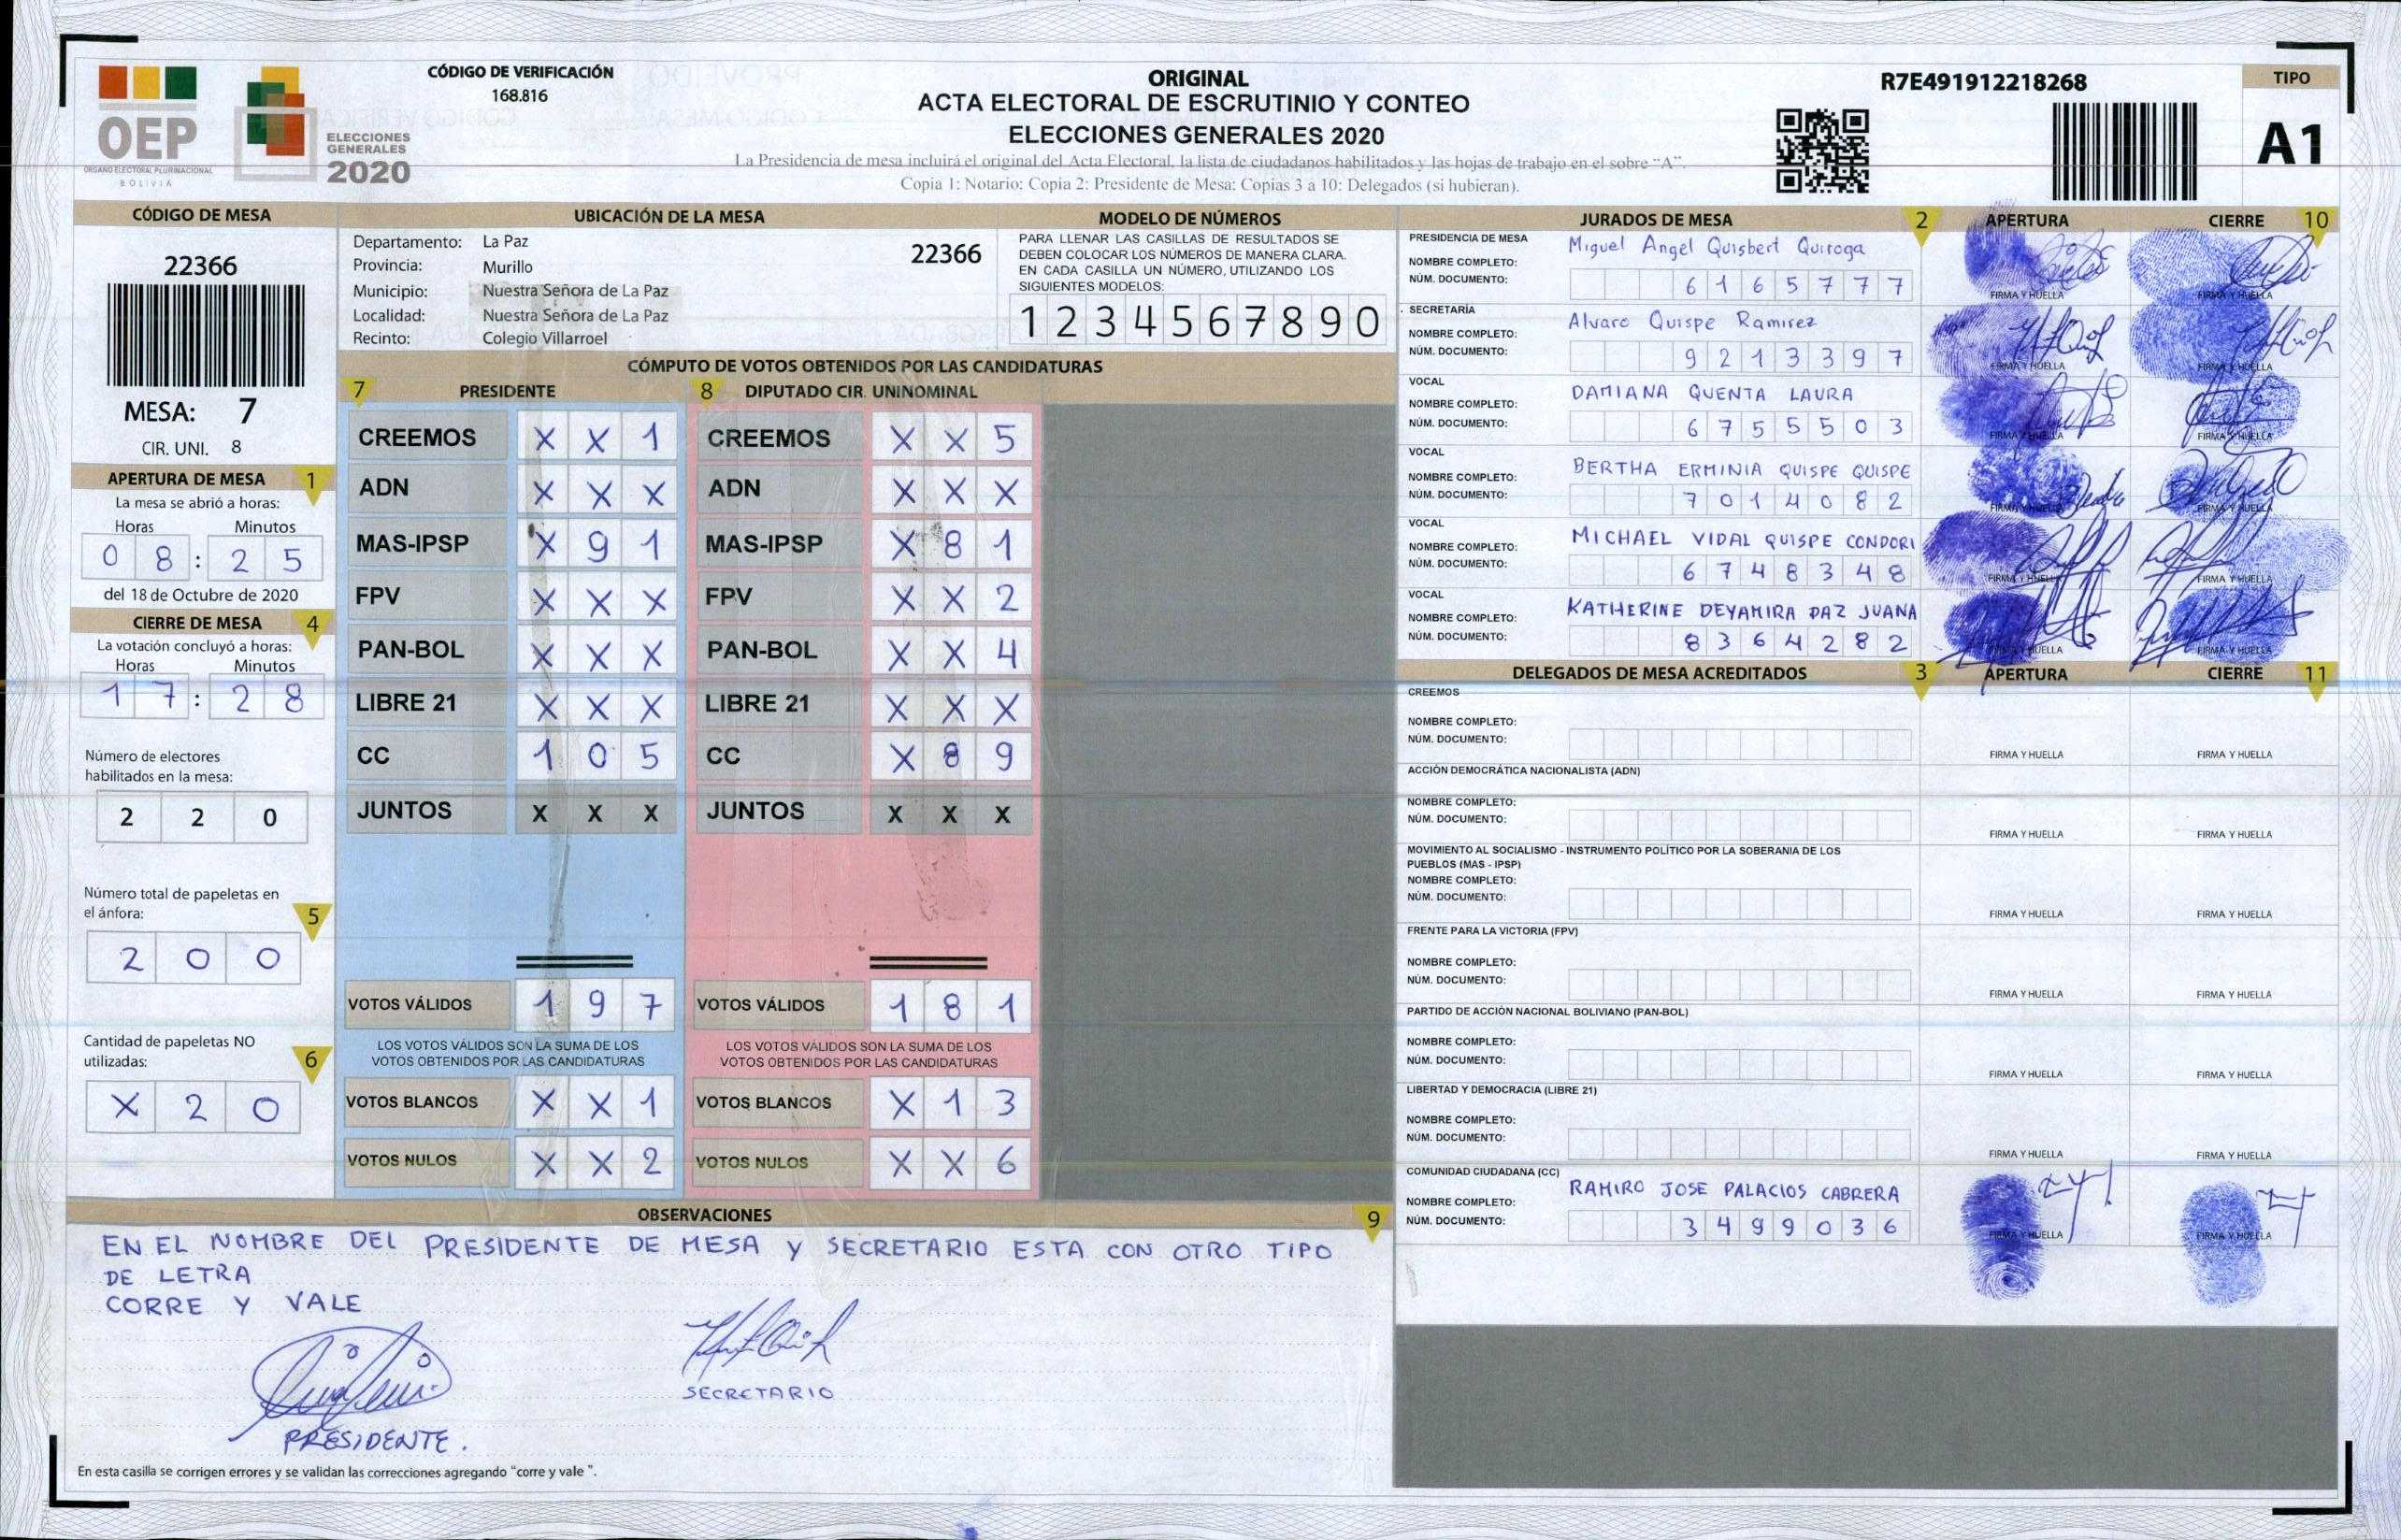 OEP
ÓRGANO ELECTORAL PLURINACIONAL
BOLIVIA
ELECCIONES
GENERALES
2020
CÓDIGO DE VERIFICACIÓN
168.816
ORIGINAL
ACTA ELECTORAL DE ESCRUTINIO Y CONTEO
ELECCIONES GENERALES 2020
La Presidencia de mesa incluirá el original del Acta Electoral, la lista de ciudadanos habilitados y las hojas de trabajo en el sobre "A".
Copia 1: Notario; Copia 2: Presidente de Mesa; Copias 3 a 10: Delegados (si hubieran).
R7E491912218268
TIPO
A1
CÓDIGO DE MESA
22366
MESA: 7
CIR. UNI. 8
APERTURA DE MESA 1
La mesa se abrió a horas:
Horas Minutos
0 8 : 2 5
del 18 de Octubre de 2020
CIERRE DE MESA 4
La votación concluyó a horas:
Horas Minutos
1 7 : 2 8
Número de electores
habilitados en la mesa:
2 2 0
Número total de papeletas en
el ánfora: 5
2 0 0
Cantidad de papeletas NO
utilizadas: 6
X 2 0
UBICACIÓN DE LA MESA
Departamento: La Paz 22366
Provincia: Murillo
Municipio: Nuestra Señora de La Paz
Localidad: Nuestra Señora de La Paz
Recinto: Colegio Villarroel
MODELO DE NÚMEROS
PARA LLENAR LAS CASILLAS DE RESULTADOS SE
DEBEN COLOCAR LOS NÚMEROS DE MANERA CLARA.
EN CADA CASILLA UN NÚMERO, UTILIZANDO LOS
SIGUIENTES MODELOS:
1 2 3 4 5 6 7 8 9 0
CÓMPUTO DE VOTOS OBTENIDOS POR LAS CANDIDATURAS
7 PRESIDENTE 8 DIPUTADO CIR. UNINOMINAL
CREEMOS X X 1 CREEMOS X X 5
ADN X X X ADN X X X
MAS-IPSP X 9 1 MAS-IPSP X 8 1
FPV X X X FPV X X 2
PAN-BOL X X X PAN-BOL X X 4
LIBRE 21 X X X LIBRE 21 X X X
CC 1 0 5 CC X 8 9
JUNTOS X X X JUNTOS X X X
VOTOS VÁLIDOS 1 9 7 VOTOS VÁLIDOS 1 8 1
LOS VOTOS VÁLIDOS SON LA SUMA DE LOS LOS VOTOS VÁLIDOS SON LA SUMA DE LOS
VOTOS OBTENIDOS POR LAS CANDIDATURAS VOTOS OBTENIDOS POR LAS CANDIDATURAS
VOTOS BLANCOS X X 1 VOTOS BLANCOS X 1 3
VOTOS NULOS X X 2 VOTOS NULOS X X 6
JURADOS DE MESA 2 APERTURA CIERRE 10
PRESIDENCIA DE MESA
NOMBRE COMPLETO: Miguel Angel Quisbert Quiroga
NÚM. DOCUMENTO: 6 1 6 5 7 7 7
FIRMA Y HUELLA FIRMA Y HUELLA
SECRETARÍA
NOMBRE COMPLETO: Alvaro Quispe Ramirez
NÚM. DOCUMENTO: 9 2 1 3 3 9 7
FIRMA Y HUELLA FIRMA Y HUELLA
VOCAL
NOMBRE COMPLETO: DAMIANA QUENTA LAURA
NÚM. DOCUMENTO: 6 7 5 5 5 0 3
FIRMA Y HUELLA FIRMA Y HUELLA
VOCAL
NOMBRE COMPLETO: BERTHA ERMINIA QUISPE QUISPE
NÚM. DOCUMENTO: 7 0 1 4 0 8 2
FIRMA Y HUELLA FIRMA Y HUELLA
VOCAL
NOMBRE COMPLETO: MICHAEL VIDAL QUISPE CONDORI
NÚM. DOCUMENTO: 6 7 4 8 3 4 8
FIRMA Y HUELLA FIRMA Y HUELLA
VOCAL
NOMBRE COMPLETO: KATHERINE DEYAMIRA PAZ JUANA
NÚM. DOCUMENTO: 8 3 6 4 2 8 2
FIRMA Y HUELLA FIRMA Y HUELLA
DELEGADOS DE MESA ACREDITADOS 3 APERTURA CIERRE 11
CREEMOS
NOMBRE COMPLETO:
NÚM. DOCUMENTO:
FIRMA Y HUELLA FIRMA Y HUELLA
ACCIÓN DEMOCRÁTICA NACIONALISTA (ADN)
NOMBRE COMPLETO:
NÚM. DOCUMENTO:
FIRMA Y HUELLA FIRMA Y HUELLA
MOVIMIENTO AL SOCIALISMO - INSTRUMENTO POLÍTICO POR LA SOBERANIA DE LOS
PUEBLOS (MAS - IPSP)
NOMBRE COMPLETO:
NÚM. DOCUMENTO:
FIRMA Y HUELLA FIRMA Y HUELLA
FRENTE PARA LA VICTORIA (FPV)
NOMBRE COMPLETO:
NÚM. DOCUMENTO:
FIRMA Y HUELLA FIRMA Y HUELLA
PARTIDO DE ACCIÓN NACIONAL BOLIVIANO (PAN-BOL)
NOMBRE COMPLETO:
NÚM. DOCUMENTO:
FIRMA Y HUELLA FIRMA Y HUELLA
LIBERTAD Y DEMOCRACIA (LIBRE 21)
NOMBRE COMPLETO:
NÚM. DOCUMENTO:
FIRMA Y HUELLA FIRMA Y HUELLA
COMUNIDAD CIUDADANA (CC)
NOMBRE COMPLETO: RAMIRO JOSE PALACIOS CABRERA
NÚM. DOCUMENTO: 3 4 9 9 0 3 6
FIRMA Y HUELLA FIRMA Y HUELLA
OBSERVACIONES 9
EN EL NOMBRE DEL PRESIDENTE DE MESA Y SECRETARIO ESTA CON OTRO TIPO
DE LETRA
CORRE Y VALE
SECRETARIO
PRESIDENTE.
En esta casilla se corrigen errores y se validan las correcciones agregando "corre y vale ".